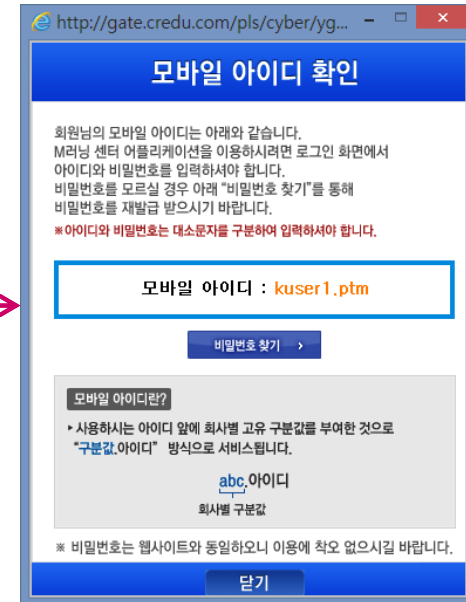 http://gate.credu.com/pls/cyber/yg...
모바일 아이디 확인
회원님의 모바일 아이디는 아래와 같습니다.
M러닝 센터 어플리케이션을 이용하시려면 로그인 화면에서
아이디와 비밀번호를 입력하셔야 합니다.
비밀번호를 모르실 경우 아래 “비밀번호 찾기”를 통해
비밀번호를 재발급 받으시기 바랍니다.
※아이디와 비밀번호는 대소문자를 구분하여 입력하셔야 합니다.
모바일 아이디 : kuser1.ptm
비밀번호 찾기 ›
모바일 아이디란?
▸ 사용하시는 아이디 앞에 회사별 고유 구분값를 부여한 것으로
“구분값.아이디” 방식으로 서비스됩니다.
abc.아이디
회사별 구분값
※ 비밀번호는 웹사이트와 동일하오니 이용에 착오 없으시길 바랍니다.
닫기